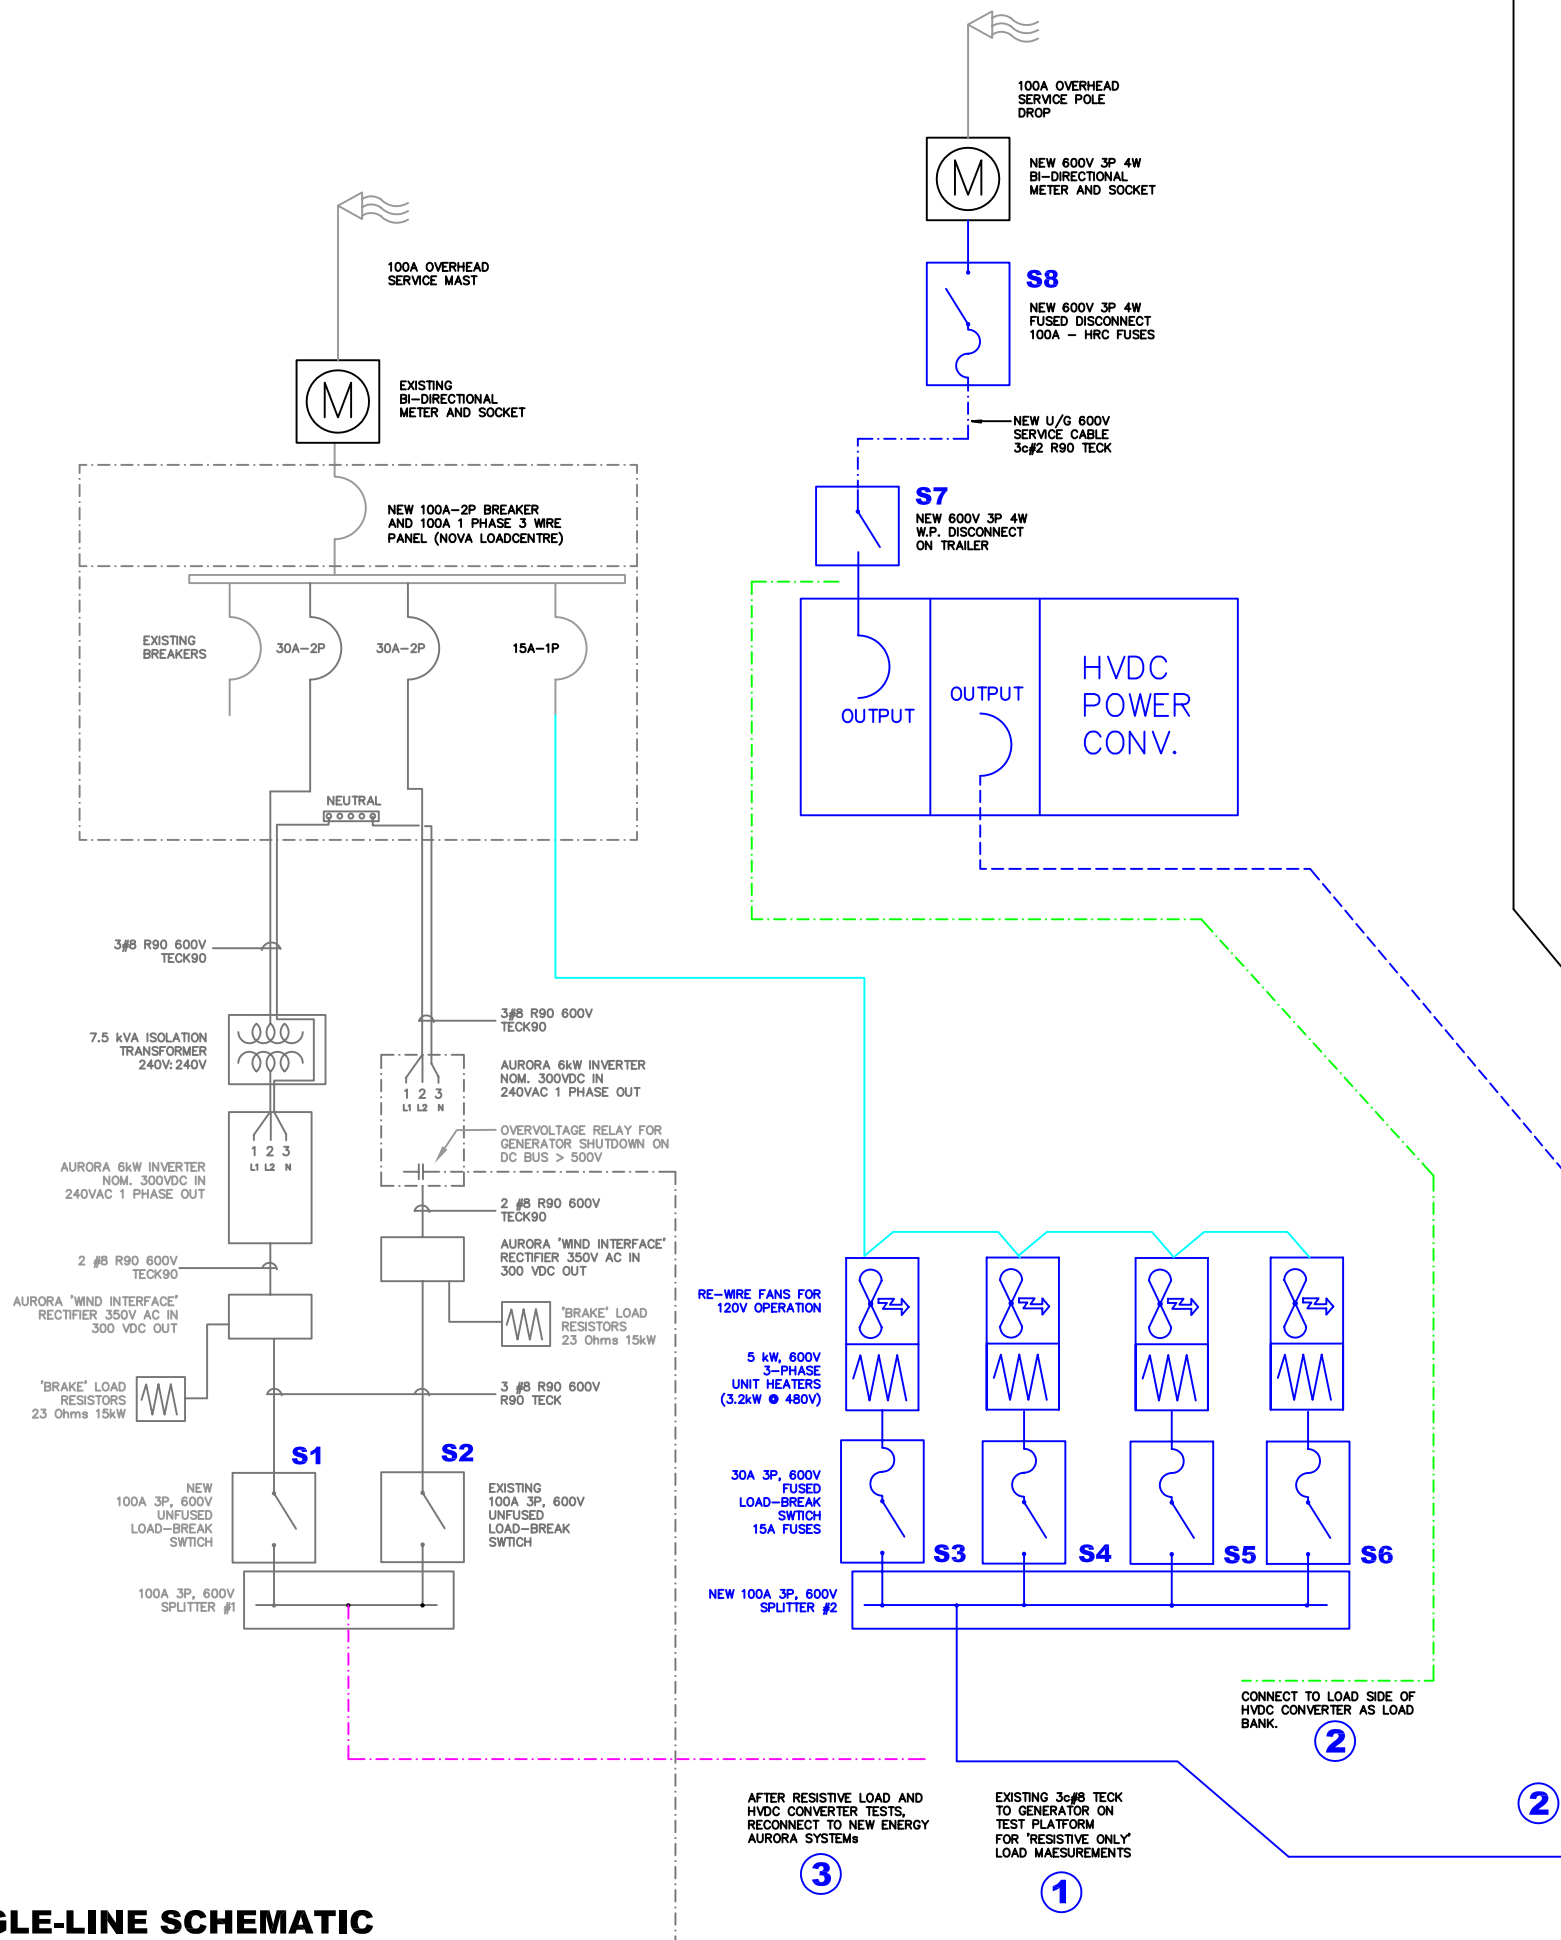 100A OVERHEAD
SERVICE POLE
DROP
M
NEW 600V 3P 4W
BI-DIRECTIONAL
METER AND SOCKET
S8
NEW 600V 3P 4W
FUSED DISCONNECT
100A - HRC FUSES
NEW U/G 600V
SERVICE CABLE
3c#2 R90 TECK
S7
NEW 600V 3P 4W
W.P. DISCONNECT
ON TRAILER
OUTPUT
OUTPUT
HVDC
POWER
CONV.
100A OVERHEAD
SERVICE MAST
M
EXISTING
BI-DIRECTIONAL
METER AND SOCKET
NEW 100A-2P BREAKER
AND 100A 1 PHASE 3 WIRE
PANEL (NOVA LOADCENTRE)
EXISTING
BREAKERS
30A-2P
30A-2P
15A-1P
NEUTRAL
3#8 R90 600V
TECK90
7.5 kVA ISOLATION
TRANSFORMER
240V: 240V
1 2 3
L1 L2 N
AURORA 6kW INVERTER
NOM. 300VDC IN
240VAC 1 PHASE OUT
2 #8 R90 600V
TECK90
AURORA 'WIND INTERFACE'
RECTIFIER 350V AC IN
300 VDC OUT
'BRAKE' LOAD
RESISTORS
23 Ohms 15kW
3#8 R90 600V
TECK90
AURORA 6kW INVERTER
NOM. 300VDC IN
240VAC 1 PHASE OUT
1 2 3
L1 L2 N
OVERVOLTAGE RELAY FOR
GENERATOR SHUTDOWN ON
DC BUS > 500V
2 #8 R90 600V
TECK90
AURORA 'WIND INTERFACE'
RECTIFIER 350V AC IN
300 VDC OUT
'BRAKE' LOAD
RESISTORS
23 Ohms 15kW
3 #8 R90 600V
R90 TECK
S1
S2
NEW
100A 3P, 600V
UNFUSED
LOAD-BREAK
SWTICH
EXISTING
100A 3P, 600V
UNFUSED
LOAD-BREAK
SWTICH
100A 3P, 600V
SPLITTER #1
RE-WIRE FANS FOR
120V OPERATION
5 kW, 600V
3-PHASE
UNIT HEATERS
(3.2kW @ 480V)
30A 3P, 600V
FUSED
LOAD-BREAK
SWTICH
15A FUSES
S3
S4
S5
S6
NEW 100A 3P, 600V
SPLITTER #2
CONNECT TO LOAD SIDE OF
HVDC CONVERTER AS LOAD
BANK.
2
2
AFTER RESISTIVE LOAD AND
HVDC CONVERTER TESTS,
RECONNECT TO NEW ENERGY
AURORA SYSTEMs
3
EXISTING 3c#8 TECK
TO GENERATOR ON
TEST PLATFORM
FOR 'RESISTIVE ONLY'
LOAD MAESUREMENTS
1
GLE-LINE SCHEMATIC